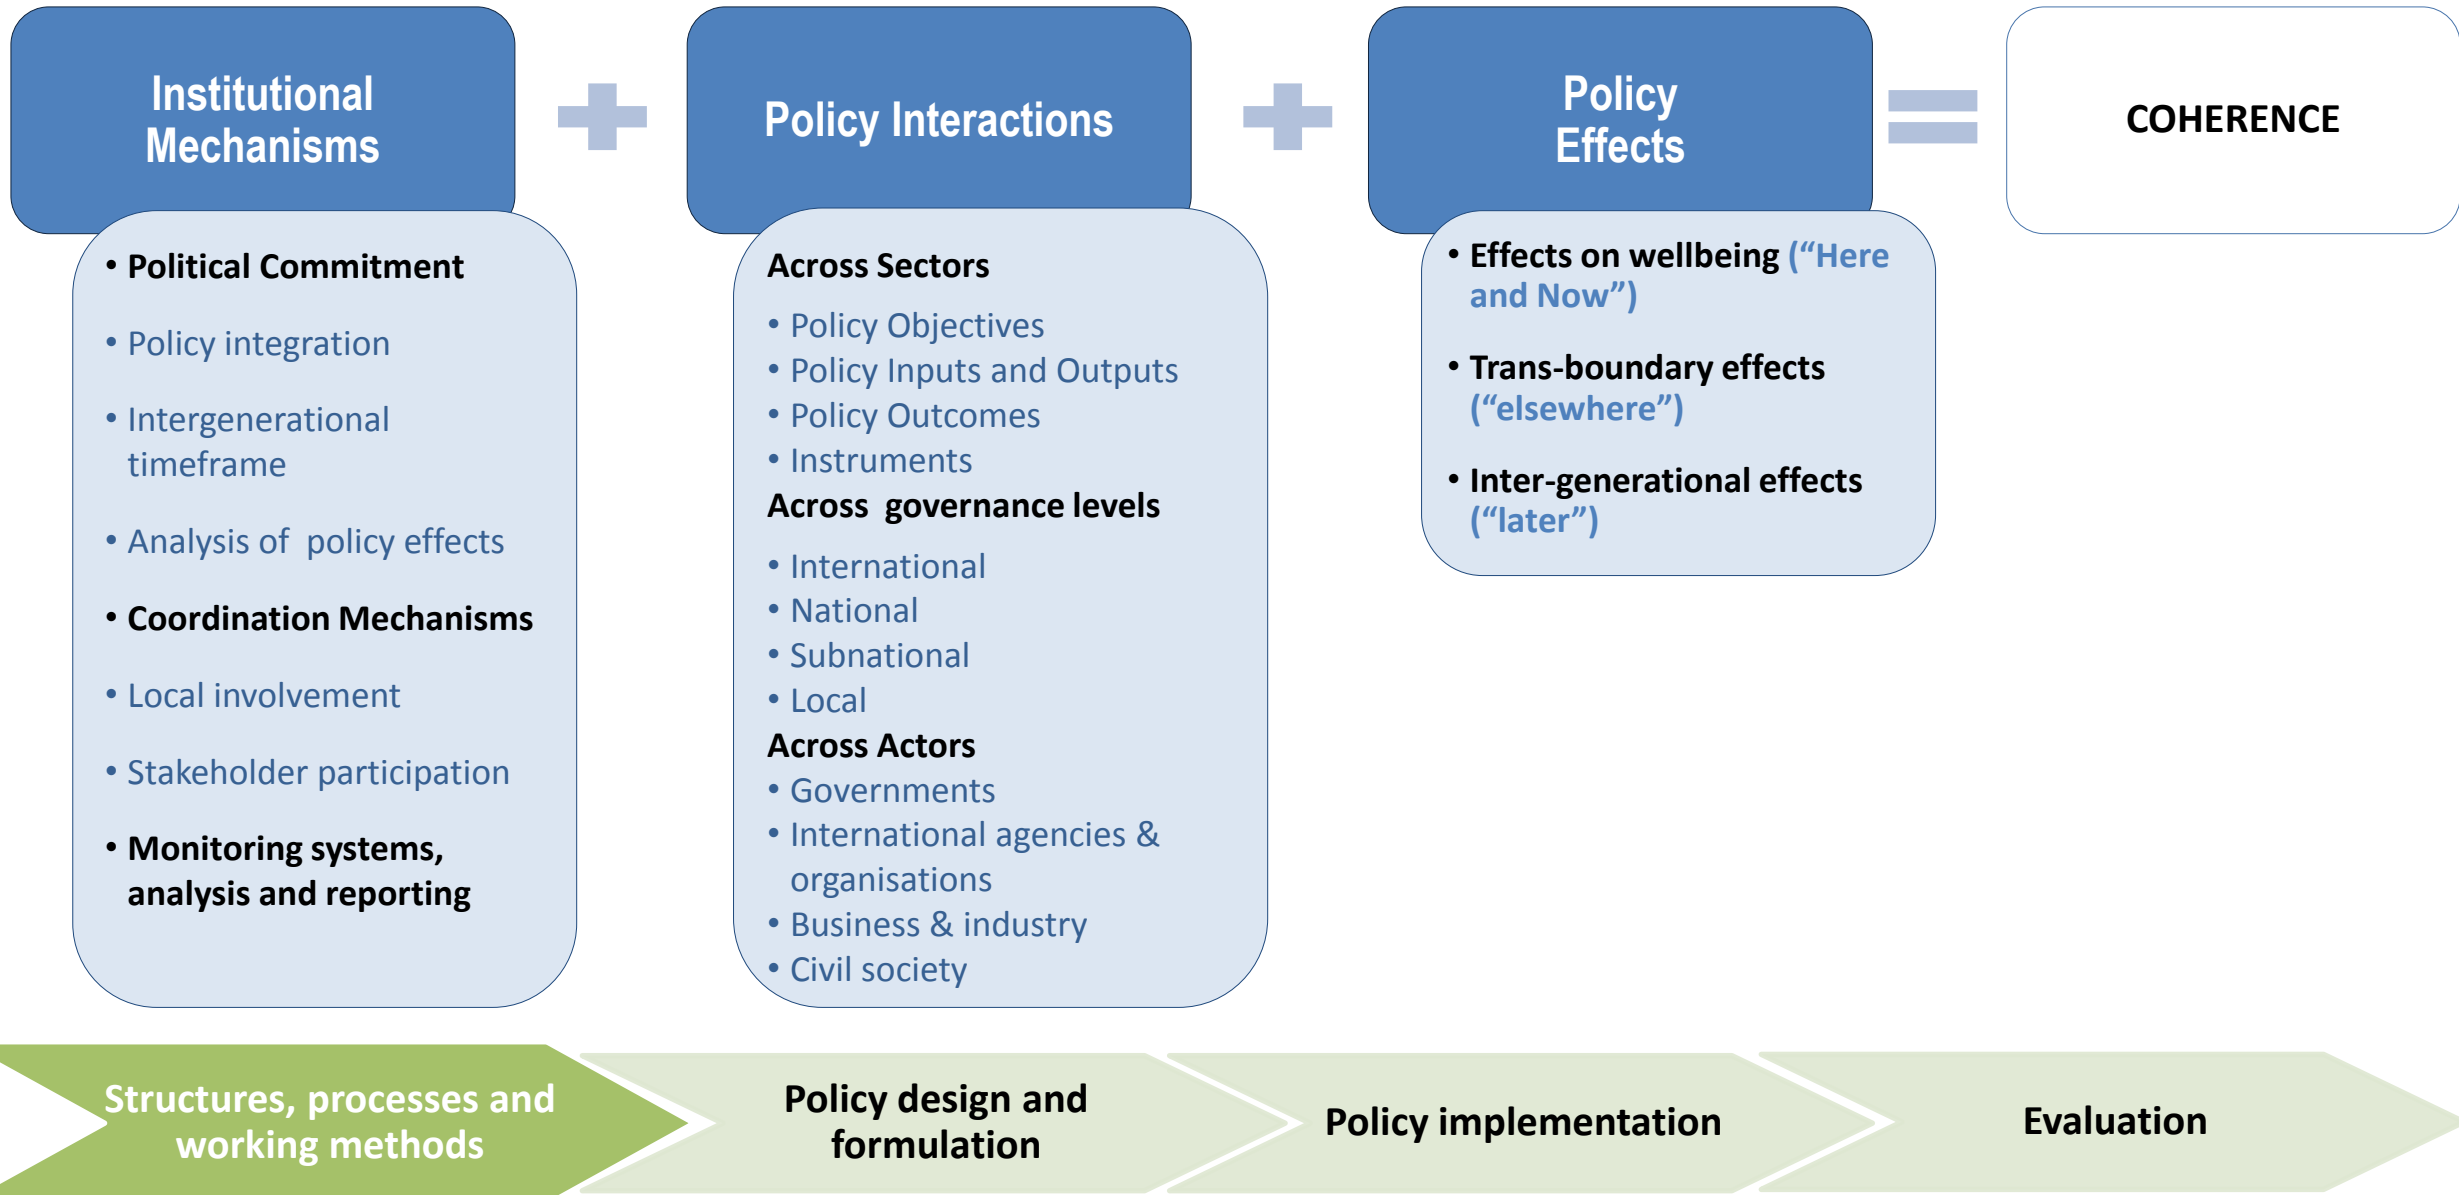 Institutional
Mechanisms
Policy Interactions
Policy
Effects
COHERENCE
• Political Commitment
• Policy integration
• Intergenerational
timeframe
• Analysis of policy effects
• Coordination Mechanisms
• Local involvement
• Stakeholder participation
• Monitoring systems,
analysis and reporting
Across Sectors
• Policy Objectives
• Policy Inputs and Outputs
• Policy Outcomes
• Instruments
Across governance levels
• International
• National
• Subnational
• Local
Across Actors
• Governments
• International agencies &
organisations
• Business & industry
• Civil society
• Effects on wellbeing (“Here
and Now”)
• Trans-boundary effects
(“elsewhere”)
• Inter-generational effects
(“later”)
Structures, processes and
working methods
Policy design and
formulation
Policy implementation
Evaluation